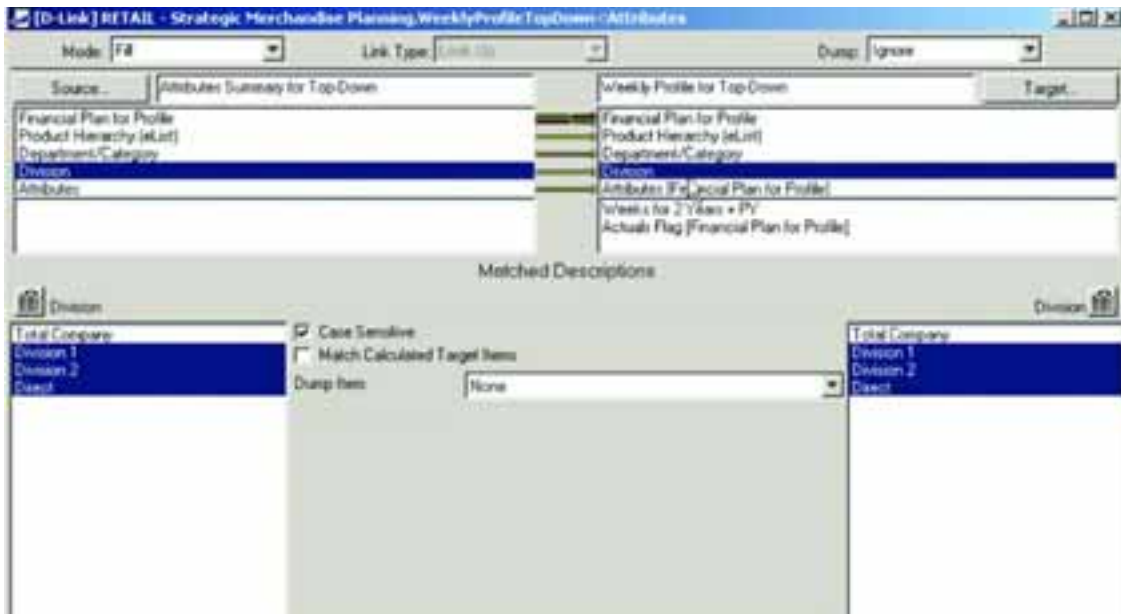 [D-Link] RETAIL - Strategic Merchandise Planning.WeeklyProfileTopDown<Attributes
Mode: Fill Link Type: Dump: Ignore
Source... Attributes Summary for Top-Down Weekly Profile for Top-Down Target...
Financial Plan for Profile Financial Plan for Profile
Product Hierarchy (eList) Product Hierarchy (eList)
Department/Category Department/Category
Division Division
Attributes Attributes [Financial Plan for Profile]
Weeks for 2 Years + PY
Actuals Flag [Financial Plan for Profile]
Matched Descriptions
Division Division
Total Company Case Sensitive Total Company
Division 1 Match Calculated Target Items Division 1
Division 2 Dump Item None Division 2
Direct Direct